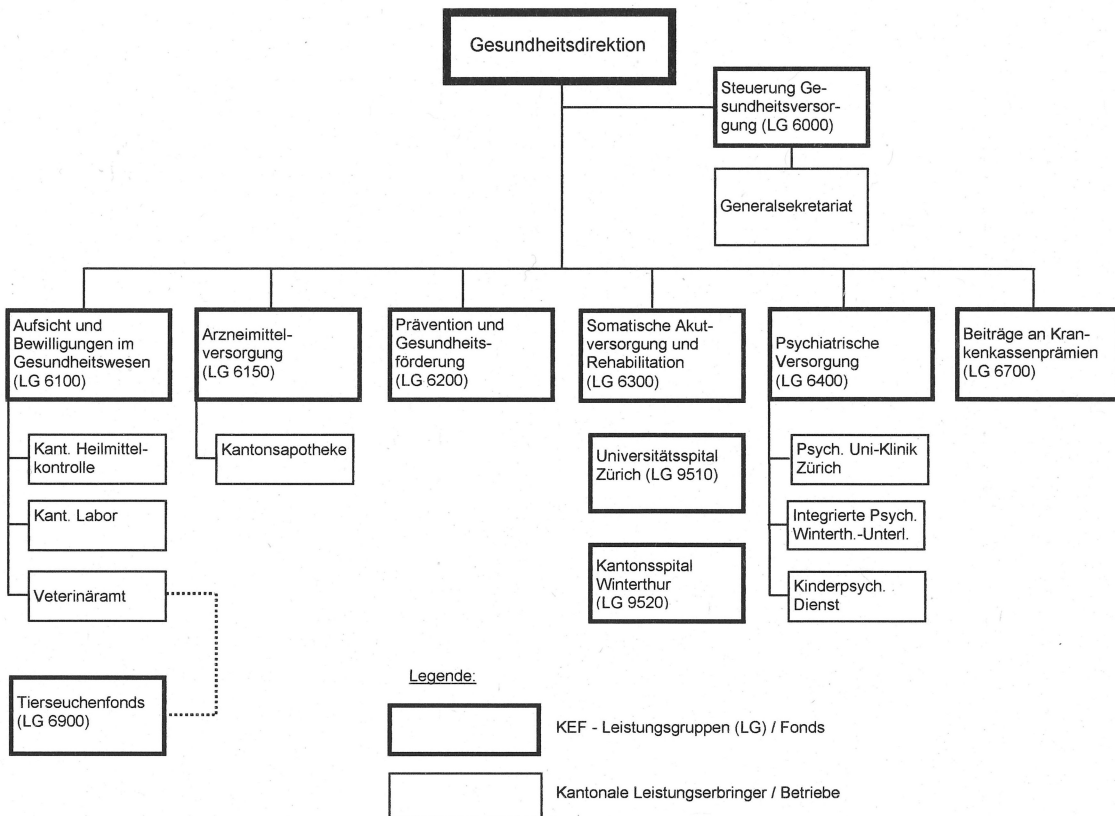 Gesundheitsdirektion
Steuerung Ge-
sundheitsversor-
gung (LG 6000)
Generalsekretariat
Aufsicht und
Bewilligungen im
Gesundheitswesen
(LG 6100)
Arzneimittel-
versorgung
(LG 6150)
Prävention und
Gesundheits-
förderung
(LG 6200)
Somatische Akut-
versorgung und
Rehabilitation
(LG 6300)
Psychiatrische
Versorgung
(LG 6400)
Beiträge an Kran-
kenkassenprämien
(LG 6700)
Kant. Heilmittel-
kontrolle
Kant. Labor
Veterinäramt
Tierseuchenfonds
(LG 6900)
Kantonsapotheke
Universitätsspital
Zürich (LG 9510)
Kantonsspital
Winterthur
(LG 9520)
Psych. Uni-Klinik
Zürich
Integrierte Psych.
Winterth.-Unterl.
Kinderpsych.
Dienst
Legende:
KEF - Leistungsgruppen (LG) / Fonds
Kantonale Leistungserbringer / Betriebe